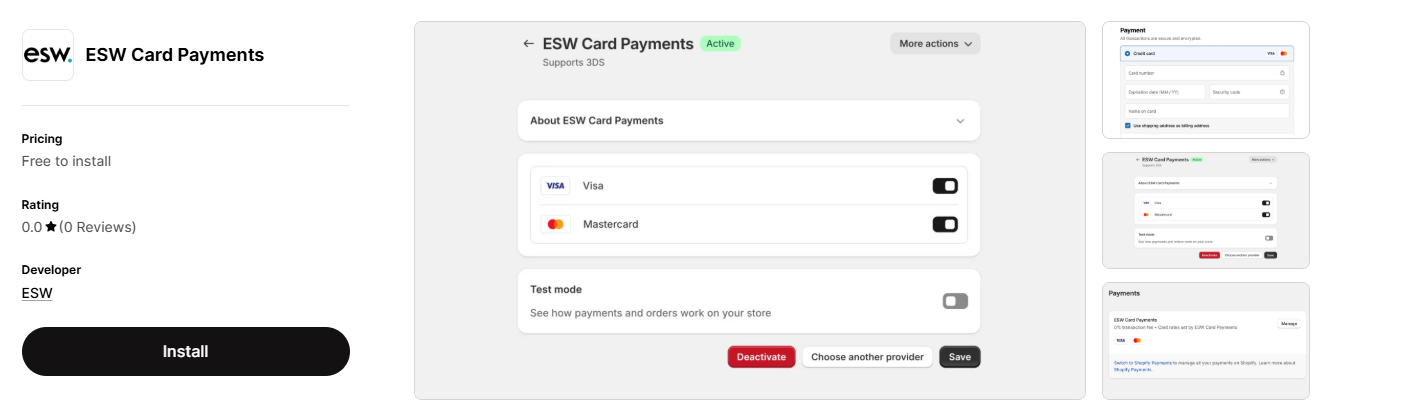 esw.
ESW Card Payments
Pricing
Free to install
Rating
0.0 ★ (0 Reviews)
Developer
ESW
Install
← ESW Card Payments Active
More actions
Supports 3DS
About ESW Card Payments
VISA Visa
Mastercard
Test mode
See how payments and orders work on your store
Deactivate Choose another provider Save
Payment
All transactions are secure and encrypted.
Credit card VISA
Card number
Expiration date (MM / YY) Security code
Name on card
Use shipping address as billing address
← ESW Card Payments Active More actions
Supports 3DS
About ESW Card Payments
VISA Visa
Mastercard
Test mode
See how payments and orders work on your store
Deactivate Choose another provider Save
Payments
ESW Card Payments
0% transaction fee • Card rates set by ESW Card Payments
Manage
VISA
Switch to Shopify Payments to manage all your payments on Shopify. Learn more about
Shopify Payments.